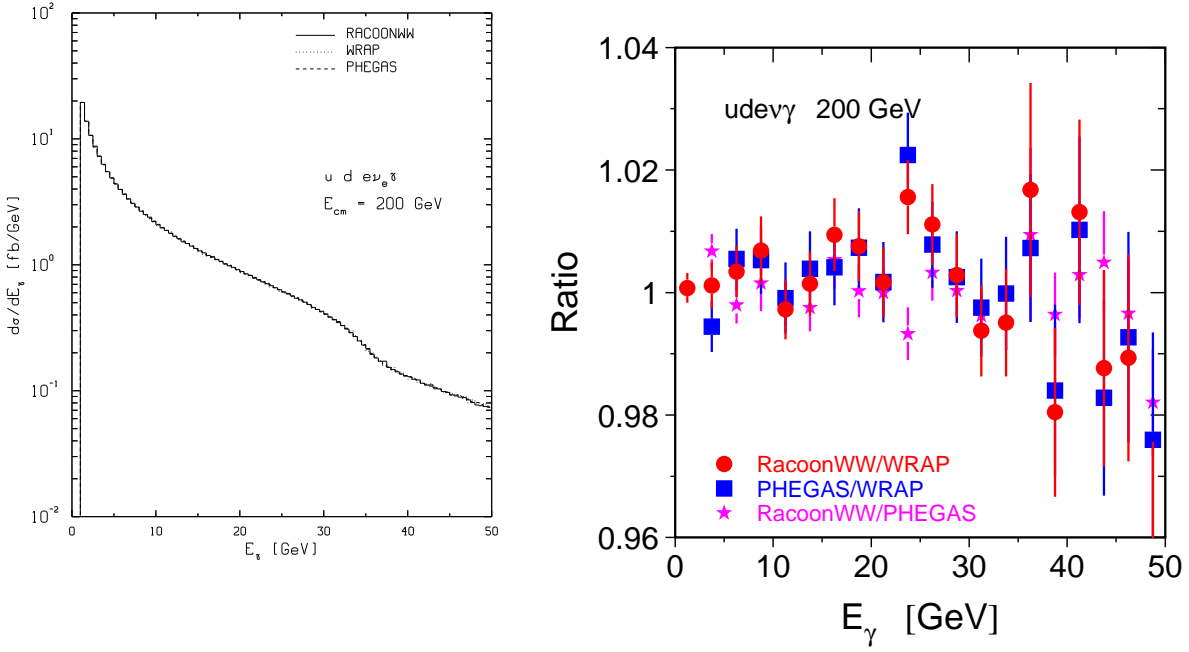 10²
10¹
10⁰
10⁻¹
10⁻²
dσ/dE_γ [fb/GeV]
RACOONWW
WRAP
PHEGAS
u d eν_eγ
E_cm = 200 GeV
0
10
20
30
40
50
E_γ [GeV]
1.04
1.02
1
0.98
0.96
Ratio
udeνγ 200 GeV
RacoonWW/WRAP
PHEGAS/WRAP
RacoonWW/PHEGAS
0
10
20
30
40
50
E_γ [GeV]